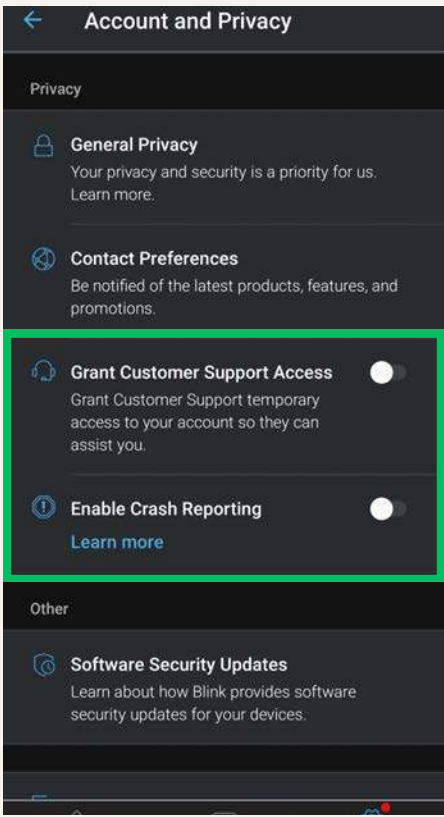 Account and Privacy
Privacy
General Privacy
Your privacy and security is a priority for us.
Learn more.
Contact Preferences
Be notified of the latest products, features, and
promotions.
Grant Customer Support Access
Grant Customer Support temporary
access to your account so they can
assist you.
Enable Crash Reporting
Learn more
Other
Software Security Updates
Learn about how Blink provides software
security updates for your devices.